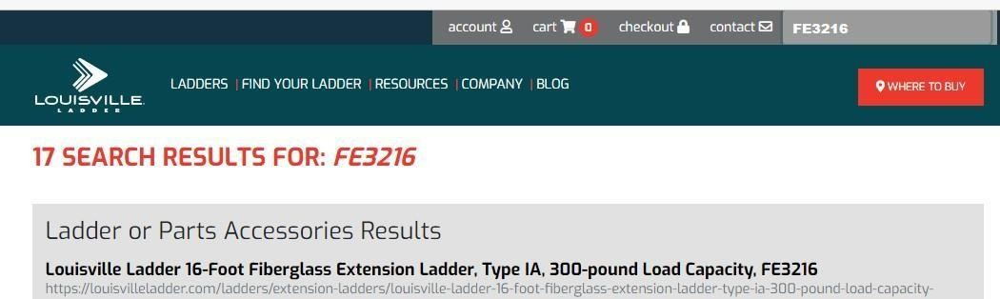 account cart 0 checkout contact FE3216
LOUISVILLE
LADDER
LADDERS | FIND YOUR LADDER | RESOURCES | COMPANY | BLOG
WHERE TO BUY
17 SEARCH RESULTS FOR: FE3216
Ladder or Parts Accessories Results
Louisville Ladder 16-Foot Fiberglass Extension Ladder, Type IA, 300-pound Load Capacity, FE3216
https://louisvilleladder.com/ladders/extension-ladders/louisville-ladder-16-foot-fiberglass-extension-ladder-type-ia-300-pound-load-capacity-